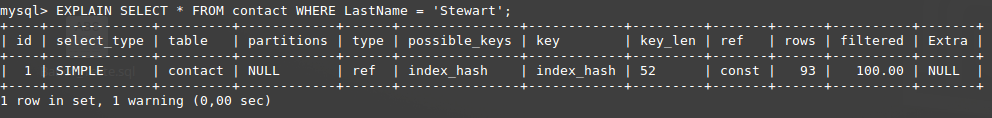 mysql> EXPLAIN SELECT * FROM contact WHERE LastName = 'Stewart';
+----+-------------+---------+------------+------+---------------+------------+---------+-------+------+----------+-------+
| id | select_type | table   | partitions | type | possible_keys | key        | key_len | ref   | rows | filtered | Extra |
+----+-------------+---------+------------+------+---------------+------------+---------+-------+------+----------+-------+
|  1 | SIMPLE      | contact | NULL       | ref  | index_hash    | index_hash | 52      | const |   93 |   100.00 | NULL  |
+----+-------------+---------+------------+------+---------------+------------+---------+-------+------+----------+-------+
1 row in set, 1 warning (0,00 sec)